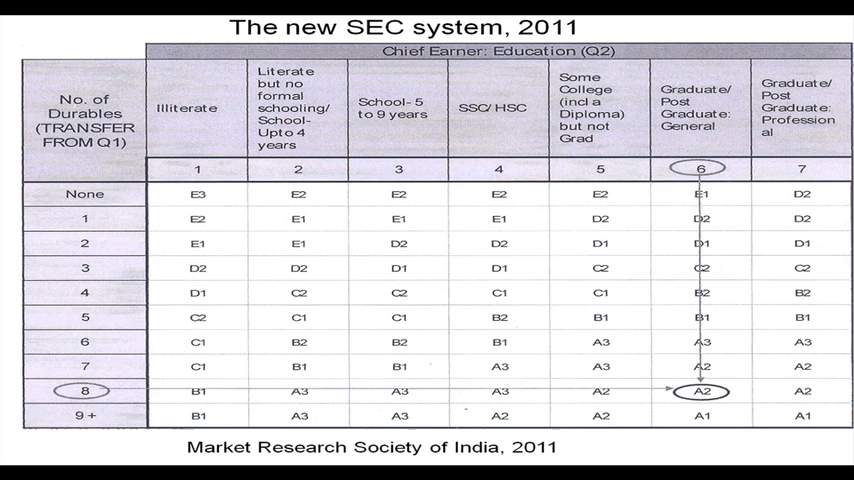 The new SEC system, 2011
Chief Earner: Education (Q2)
No. of
Durables
(TRANSFER
FROM Q1)
Illiterate
Literate
but no
formal
schooling/
School-
Upto 4
years
School- 5
to 9 years
SSC/ HSC
Some
College
(incl a
Diploma)
but not
Grad
Graduate/
Post
Graduate:
General
Graduate/
Post
Graduate:
Profession
al
1 2 3 4 5 6 7
None E3 E2 E2 E2 E2 E1 D2
1 E2 E1 E1 E1 D2 D2 D2
2 E1 E1 D2 D2 D1 D1 D1
3 D2 D2 D1 D1 C2 C2 C2
4 D1 C2 C2 C1 C1 B2 B2
5 C2 C1 C1 B2 B1 B1 B1
6 C1 B2 B2 B1 A3 A3 A3
7 C1 B1 B1 A3 A3 A2 A2
8 B1 A3 A3 A3 A2 A2 A2
9 + B1 A3 A3 A2 A2 A1 A1
Market Research Society of India, 2011